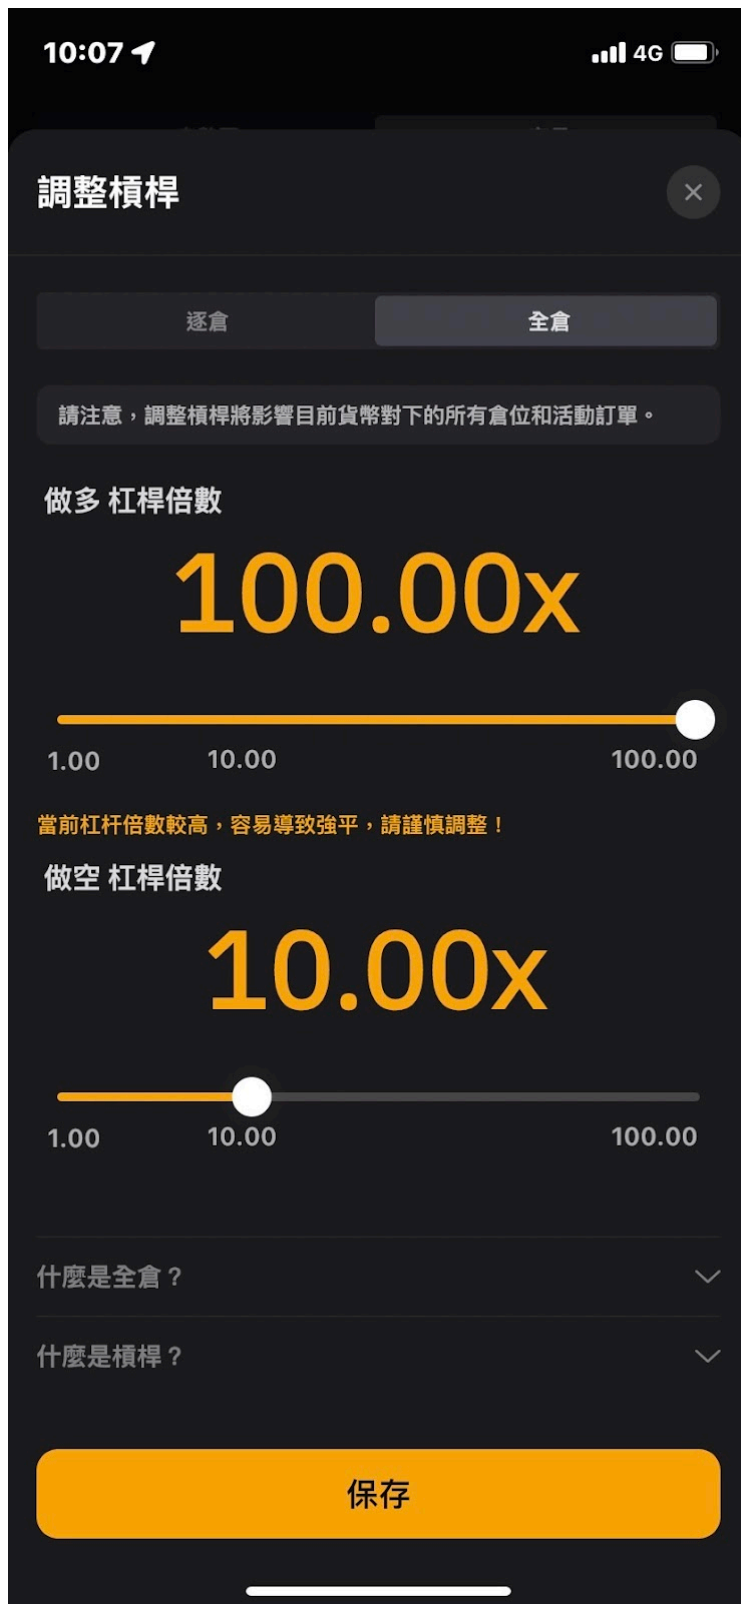 10:07
4G
調整槓桿
逐倉
全倉
請注意，調整槓桿將影響目前貨幣對下的所有倉位和活動訂單。
做多 杠桿倍數
100.00x
1.00 10.00 100.00
當前杠杆倍數較高，容易導致強平，請謹慎調整！
做空 杠桿倍數
10.00x
1.00 10.00 100.00
什麼是全倉？
什麼是槓桿？
保存